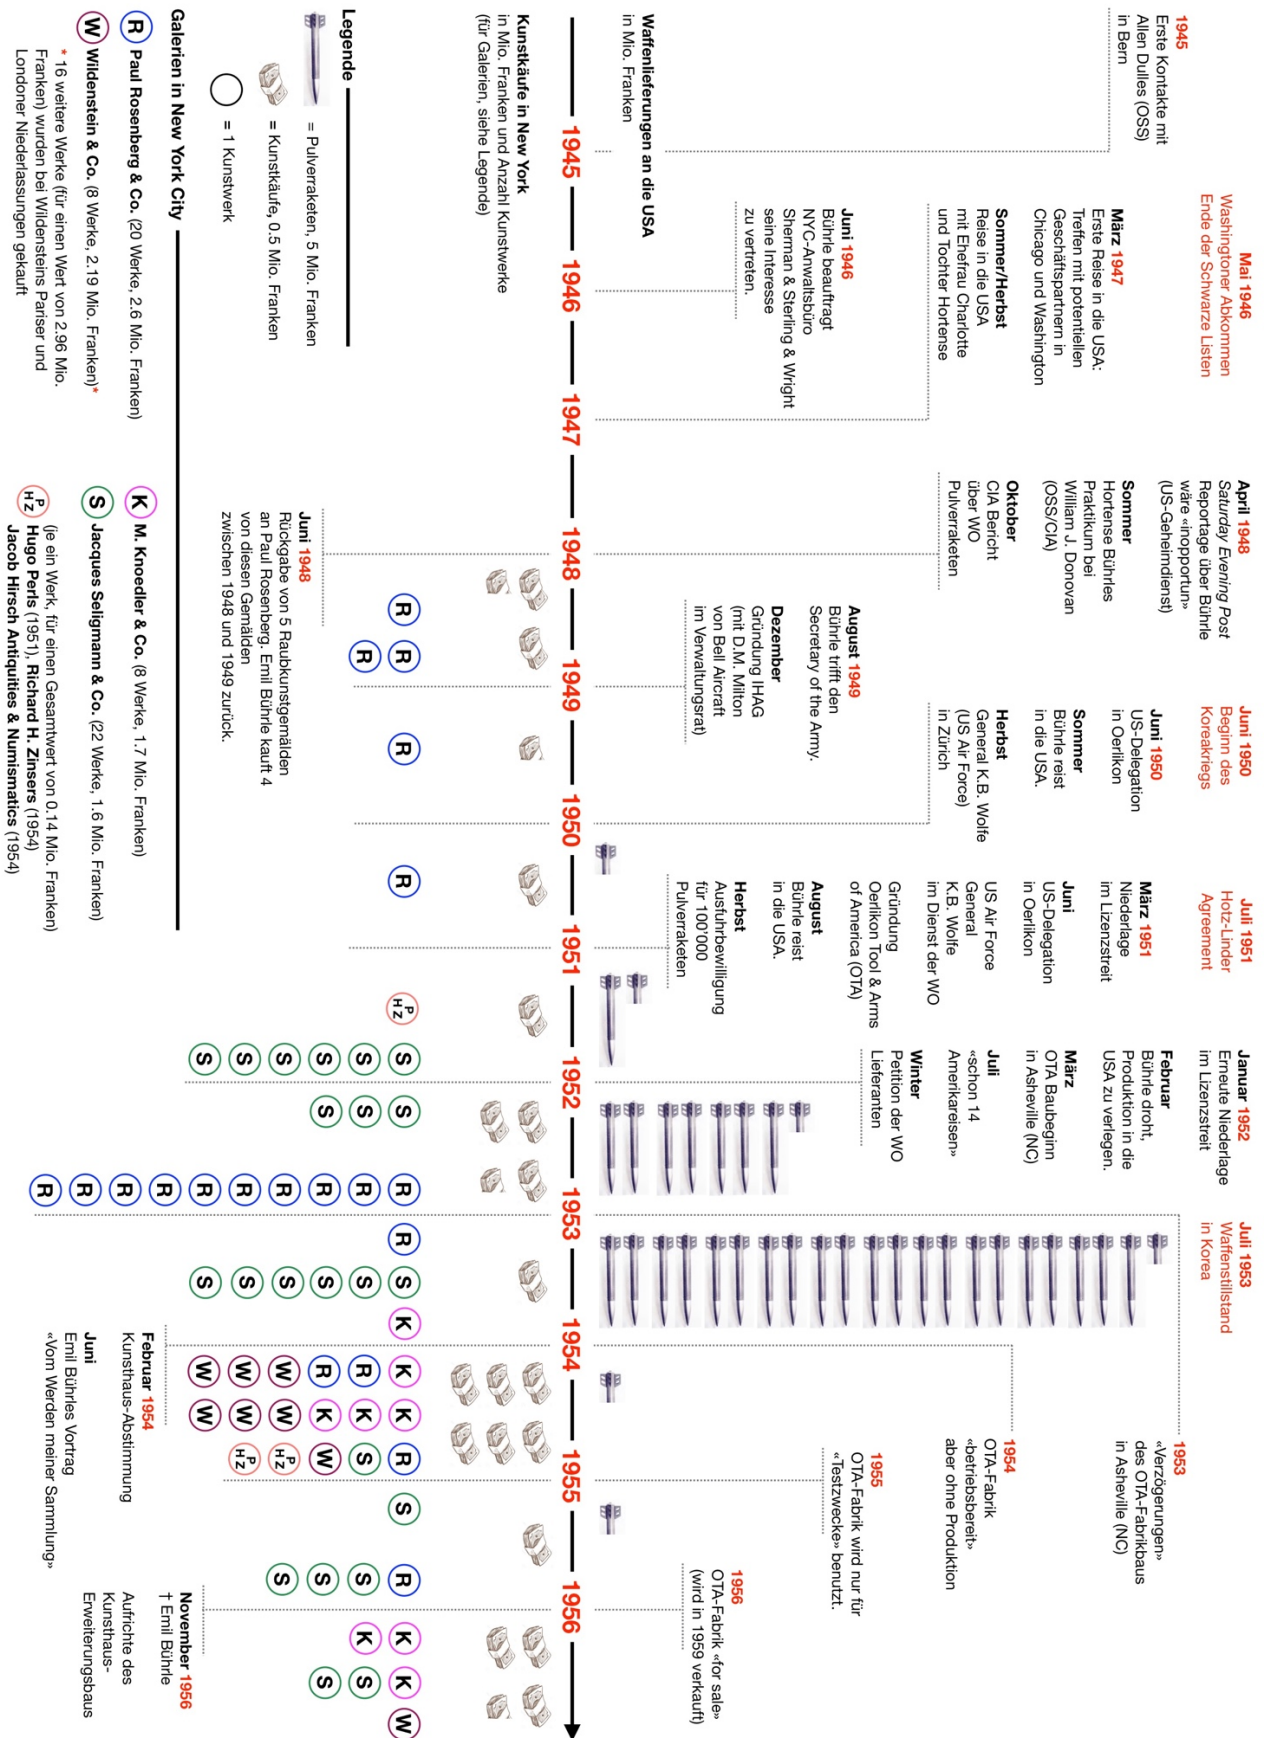 1945
Erste Kontakte mit
Allen Dulles (OSS)
in Bern
Mai 1946
Washingtoner Abkommen
Ende der Schwarze Listen
März 1947
Erste Reise in die USA:
Treffen mit potentiellen
Geschäftspartnern in
Chicago und Washington
Sommer/Herbst
Reise in die USA
mit Ehefrau Charlotte
und Tochter Hortense
Juni 1946
Bührle beauftragt
NYC-Anwaltsbüro
Sherman & Sterling & Wright
seine Interesse
zu vertreten.
April 1948
Saturday Evening Post
Reportage über Bührle
wäre «inopportun»
(US-Geheimdienst)
Sommer
Hortense Bührles
Praktikum bei
William J. Donovan
(OSS/CIA)
Oktober
CIA Bericht
über WO
Pulverraketen
August 1949
Bührle trifft den
Secretary of the Army.
Dezember
Gründung IHAG
(mit D.M. Milton
von Bell Aircraft
im Verwaltungsrat)
Juni 1950
Beginn des
Koreakriegs
Juni 1950
US-Delegation
in Oerlikon
Sommer
Bührle reist
in die USA.
Herbst
General K.B. Wolfe
(US Air Force)
in Zürich
Juli 1951
Hotz-Linder
Agreement
März 1951
Niederlage
im Lizenzstreit
Juni
US-Delegation
in Oerlikon
US Air Force
General
K.B. Wolfe
im Dienst der WO
Gründung
Oerlikon Tool & Arms
of America (OTA)
August
Bührle reist
in die USA.
Herbst
Ausfuhrbewilligung
für 100'000
Pulverraketen
Januar 1952
Erneute Niederlage
im Lizenzstreit
Februar
Bührle droht,
Produktion in die
USA zu verlegen.
März
OTA Baubeginn
in Asheville (NC)
Juli
«schon 14
Amerikareisen»
Winter
Petition der WO
Lieferanten
Juli 1953
Waffenstillstand
in Korea
1953
«Verzögerungen»
des OTA-Fabrikbaus
in Asheville (NC)
1954
OTA-Fabrik
«betriebsbereit»
aber ohne Produktion
1955
OTA-Fabrik wird nur für
«Testzwecke» benutzt.
1956
OTA-Fabrik «for sale»
(wird in 1959 verkauft)
Waffenlieferungen an die USA
in Mio. Franken
1945 1946 1947 1948 1949 1950 1951 1952 1953 1954 1955 1956
Kunstkäufe in New York
in Mio. Franken und Anzahl Kunstwerke
(für Galerien, siehe Legende)
R R R R R P HZ S S R R S K K K R S R K K W
R S S R S R K S S S K S
S S R S R K W S S
S R S W W P HZ S
S R S W W P HZ
S R S W W
R
R
R
R
Legende
= Pulverraketen, 5 Mio. Franken
= Kunstkäufe, 0.5 Mio. Franken
= 1 Kunstwerk
Juni 1948
Rückgabe von 5 Raubkunstgemälden
an Paul Rosenberg. Emil Bührle kauft 4
von diesen Gemälden
zwischen 1948 und 1949 zurück.
Februar 1954
Kunsthaus-Abstimmung
Juni
Emil Bührles Vortrag
«Vom Werden meiner Sammlung»
November 1956
† Emil Bührle
Aufrichte des
Kunsthaus-
Erweiterungsbaus
Galerien in New York City
R Paul Rosenberg & Co. (20 Werke, 2.6 Mio. Franken)
W Wildenstein & Co. (8 Werke, 2.19 Mio. Franken)*
* 16 weitere Werke (für einen Wert von 2.96 Mio.
Franken) wurden bei Wildensteins Pariser und
Londoner Niederlassungen gekauft
K M. Knoedler & Co. (8 Werke, 1.7 Mio. Franken)
S Jacques Seligmann & Co. (22 Werke, 1.6 Mio. Franken)
P HZ (je ein Werk, für einen Gesamtwert von 0.14 Mio. Franken)
Hugo Perls (1951), Richard H. Zinsers (1954)
Jacob Hirsch Antiquities & Numismatics (1954)